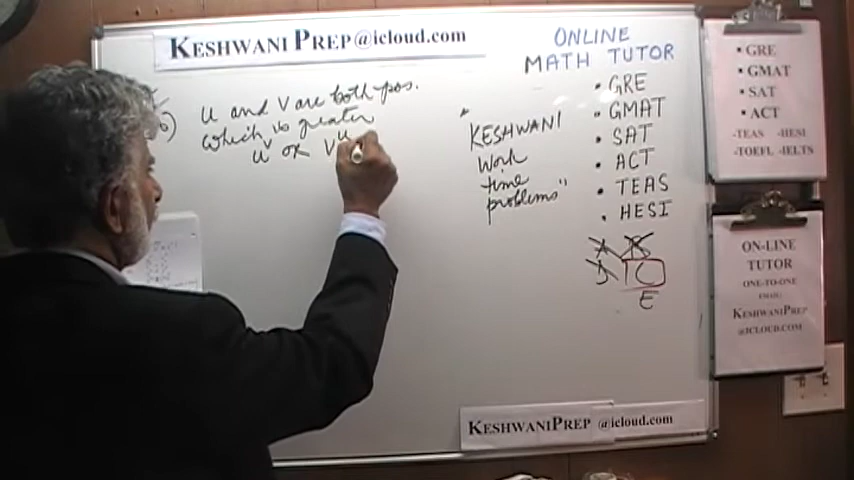 KESHWANI PREP@icloud.com
6)
u and v are both pos.
which is greater
u^v or v^u
ONLINE
MATH TUTOR
• GRE
• GMAT
• SAT
• ACT
• TEAS
• HESI
"KESHWANI
Work
time
problems"
A B
D C
E
• GRE
• GMAT
• SAT
• ACT
-TEAS -HESI
-TOEFL -IELTS
ON-LINE
TUTOR
ONE-TO-ONE
EMAIL:
KESHWANIPREP
@ICLOUD.COM
KESHWANIPREP @icloud.com